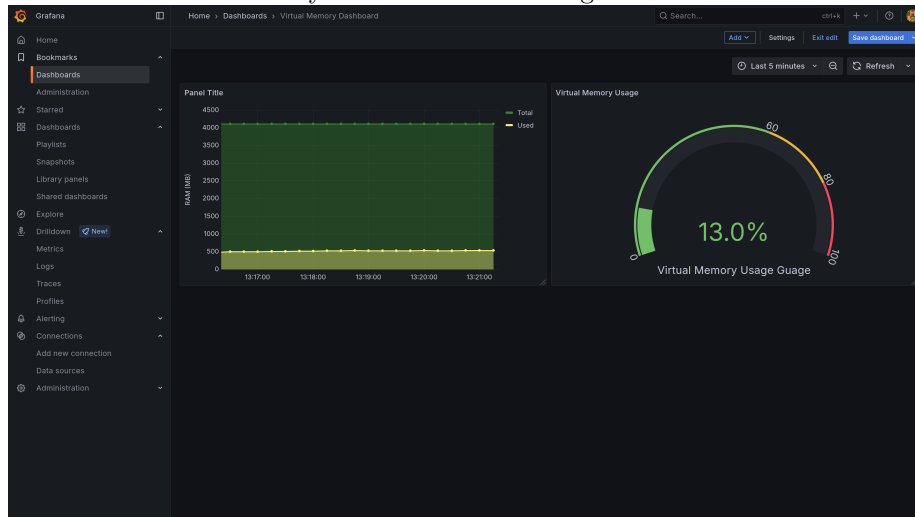 Grafana
Home > Dashboards > Virtual Memory Dashboard
Search...
ctrl+k
Add
Settings
Exit edit
Save dashboard
Last 5 minutes
Refresh
Home
Bookmarks
Dashboards
Administration
Starred
Dashboards
Playlists
Snapshots
Library panels
Shared dashboards
Explore
Drilldown
New!
Metrics
Logs
Traces
Profiles
Alerting
Connections
Add new connection
Data sources
Administration
Panel Title
4500
4000
3500
3000
2500
2000
1500
1000
500
0
RAM (MB)
13:17:00
13:18:00
13:19:00
13:20:00
13:21:00
Total
Used
Virtual Memory Usage
0
60
80
100
13.0%
Virtual Memory Usage Guage